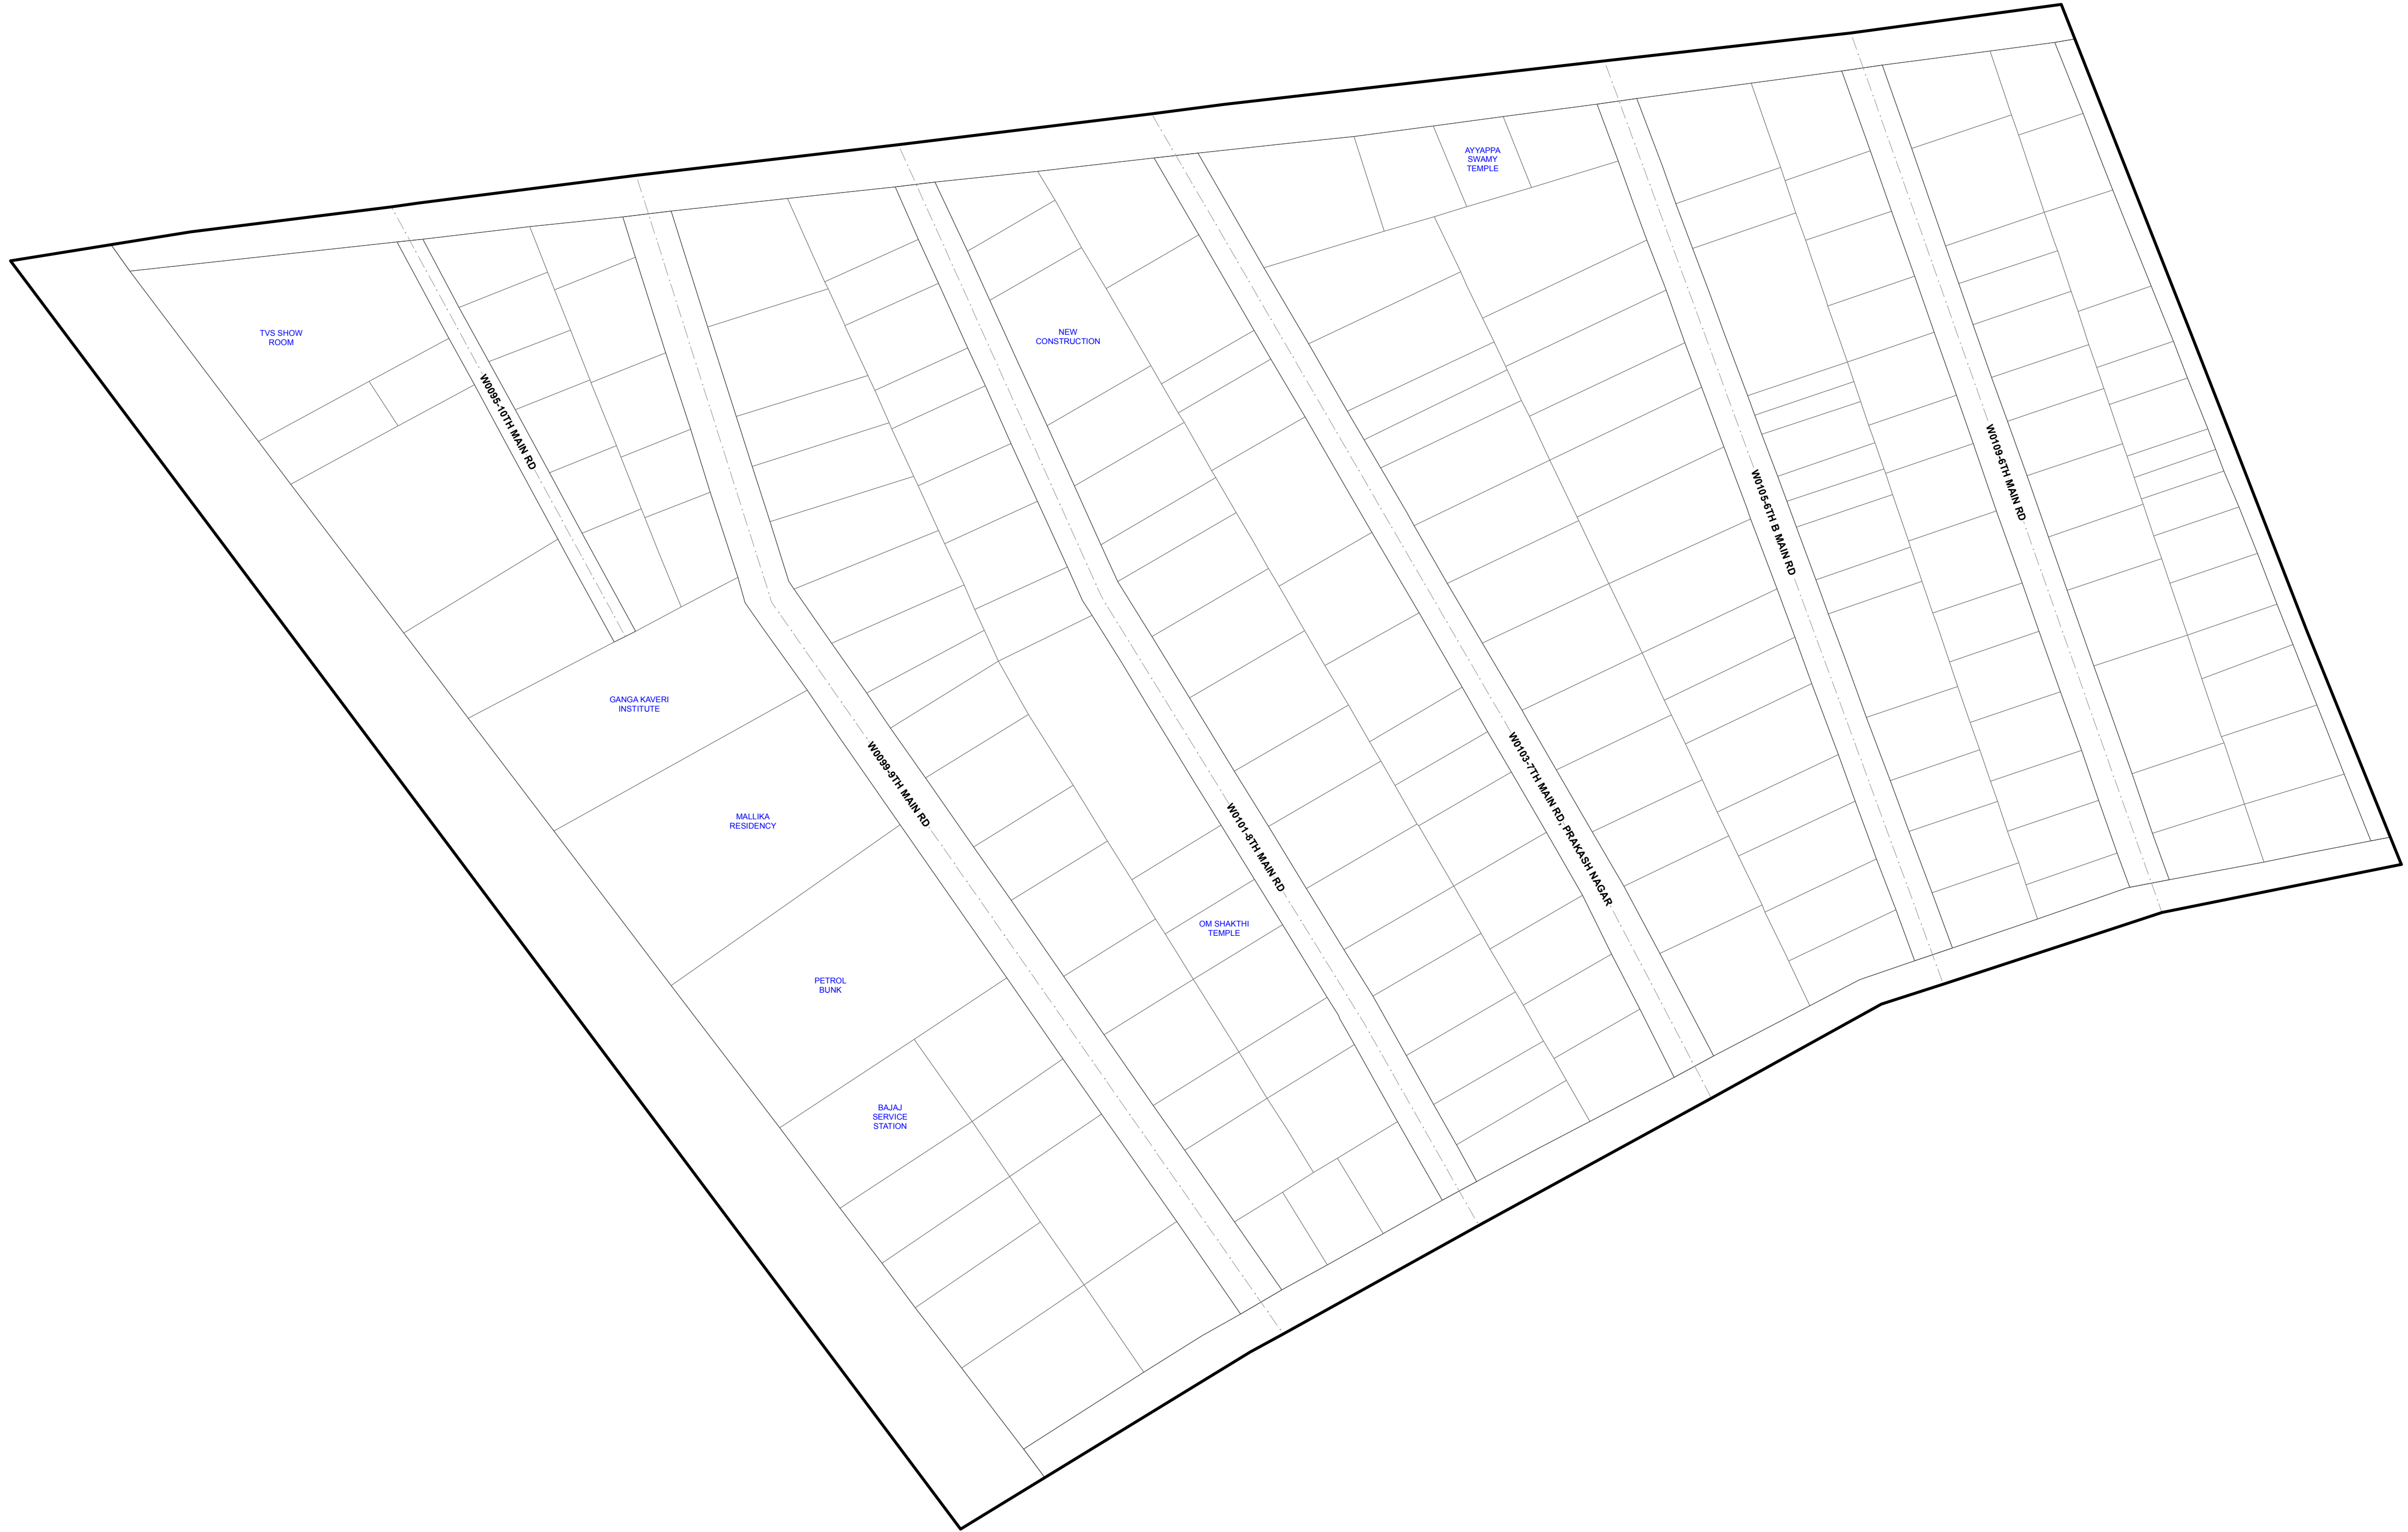 AYYAPPA
SWAMY
TEMPLE
TVS SHOW
ROOM
NEW
CONSTRUCTION
W0095-10TH MAIN RD
W0109-6TH MAIN RD
W0105-6TH B MAIN RD
GANGA KAVERI
INSTITUTE
W0099-9TH MAIN RD
W0103-7TH MAIN RD, PRAKASH NAGAR
MALLIKA
RESIDENCY
W0101-8TH MAIN RD
OM SHAKTHI
TEMPLE
PETROL
BUNK
BAJAJ
SERVICE
STATION